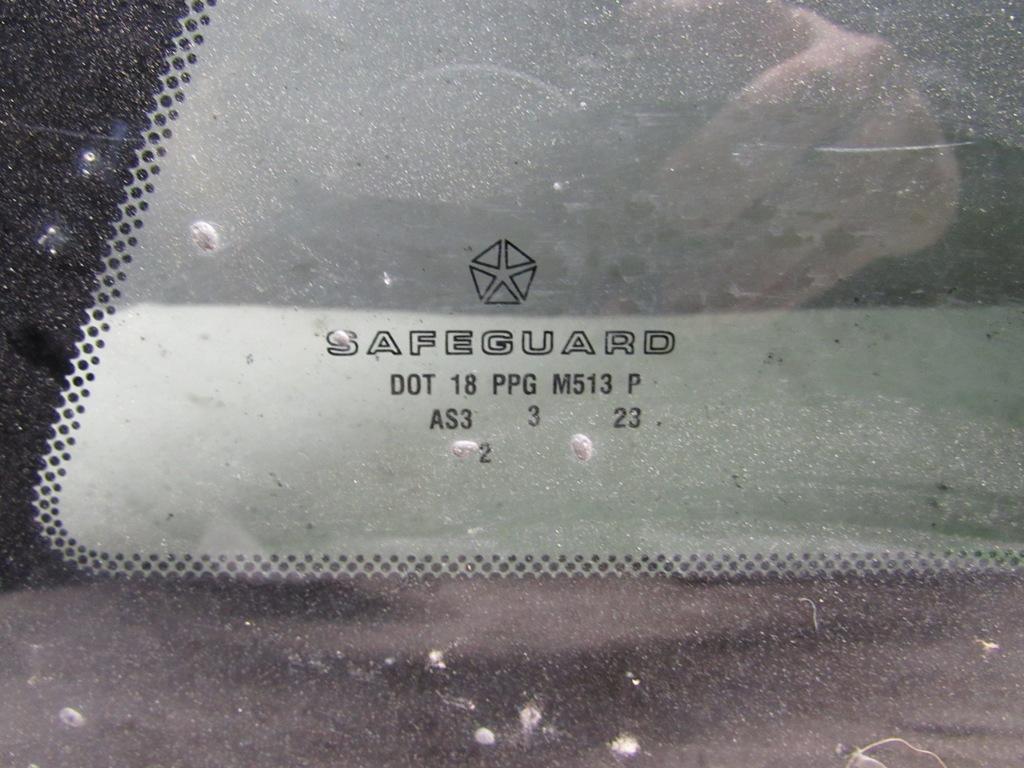 SAFEGUARD
DOT 18 PPG M513 P
AS3 3 23 .
2